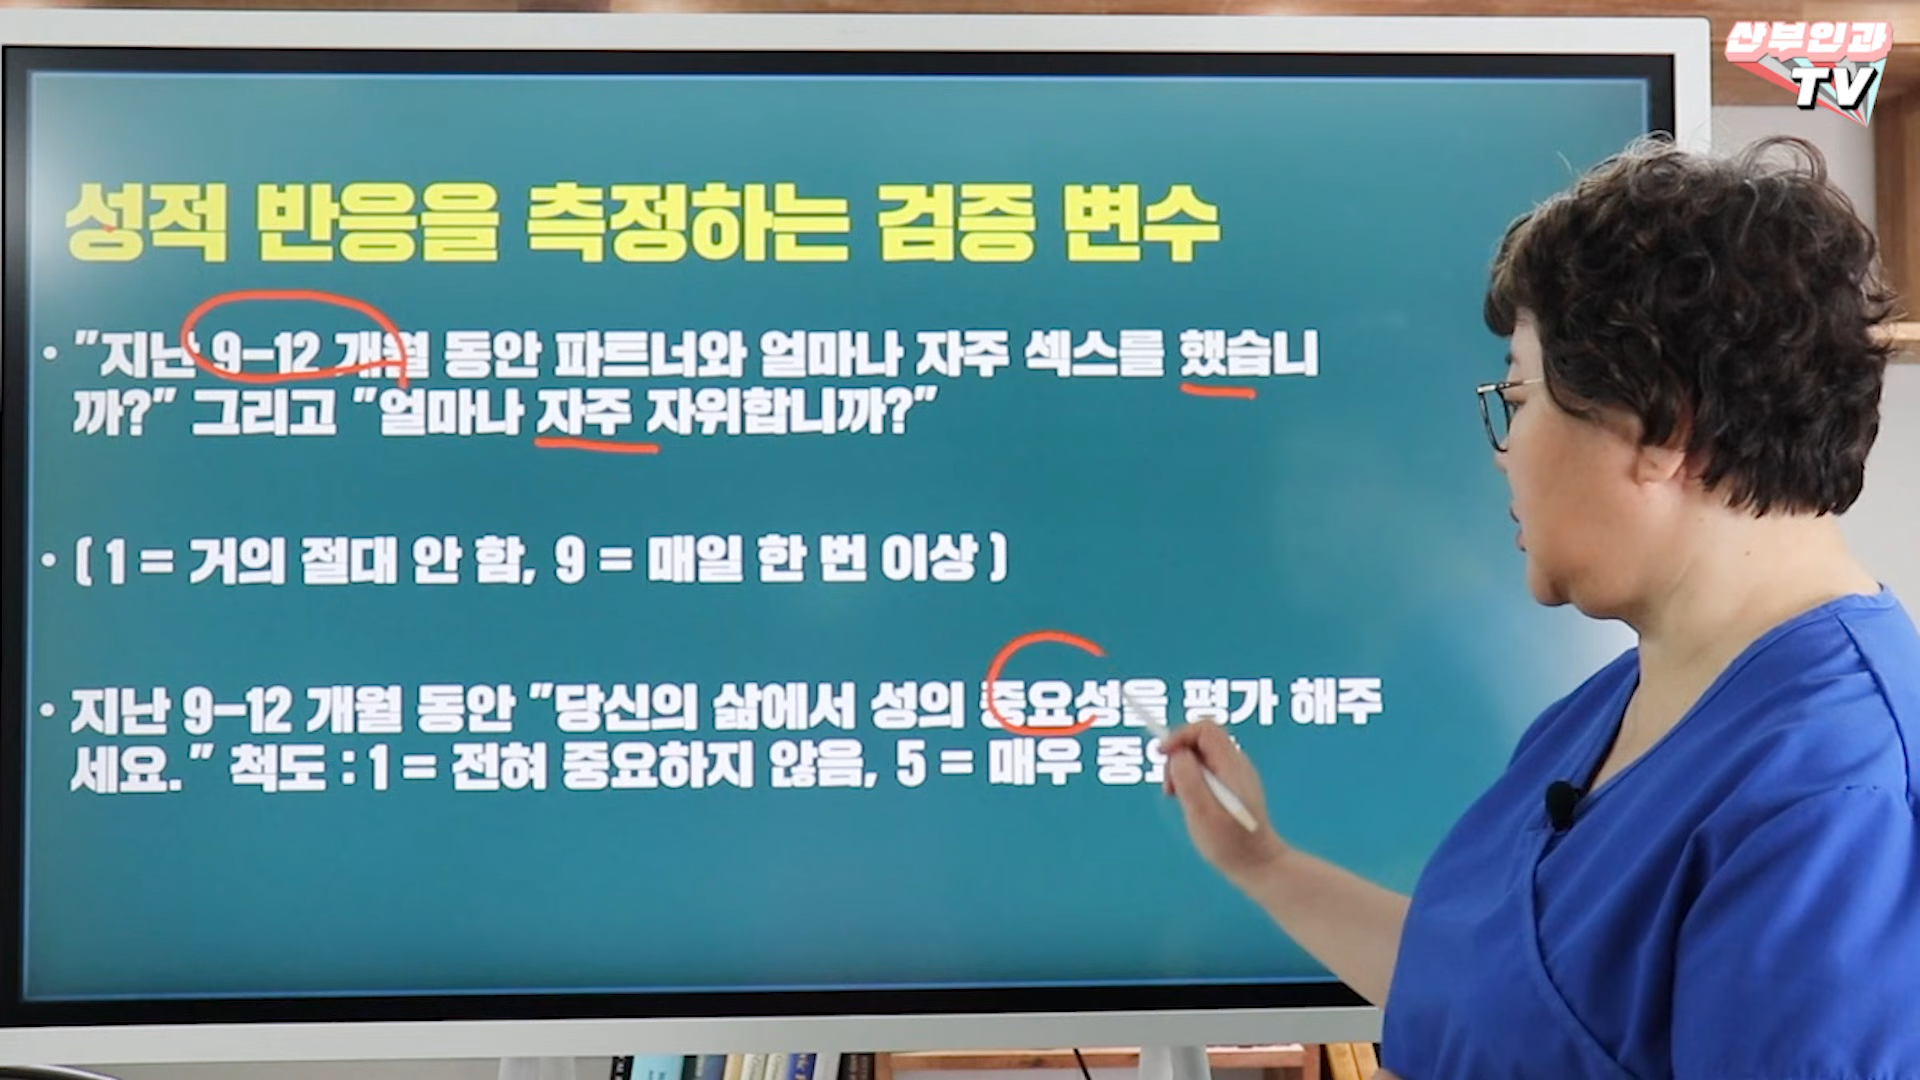 산부인과
TV
성적 반응을 측정하는 검증 변수
• "지난 9-12 개월 동안 파트너와 얼마나 자주 섹스를 했습니
까?" 그리고 "얼마나 자주 자위합니까?"
• ( 1 = 거의 절대 안 함, 9 = 매일 한 번 이상 )
• 지난 9-12 개월 동안 "당신의 삶에서 성의 중요성을 평가 해주
세요." 척도 : 1 = 전혀 중요하지 않음, 5 = 매우 중요